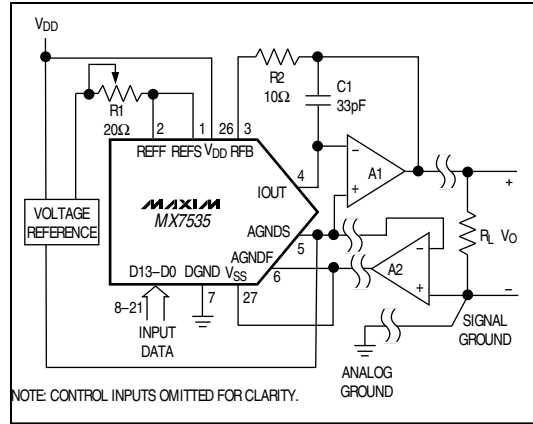 VDD
R1
20Ω
R2
10Ω
C1
33pF
2
1
26
3
REFF
REFS
VDD
RFB
4
IOUT
−
+
A1
MAXIM
MX7535
VOLTAGE
REFERENCE
AGNDS
5
AGNDF
6
A2
−
+
RL
VO
+
−
D13–D0
DGND
VSS
8–21
7
27
INPUT
DATA
SIGNAL
GROUND
ANALOG
GROUND
NOTE: CONTROL INPUTS OMITTED FOR CLARITY.